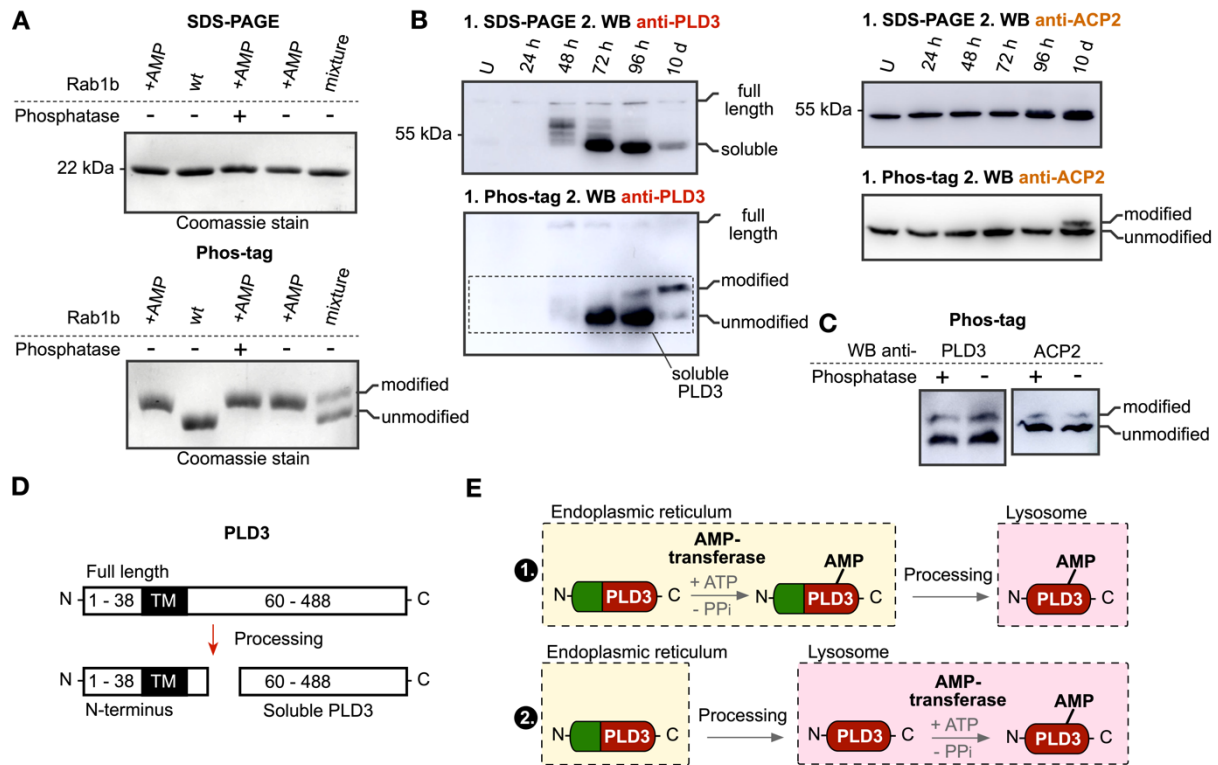 A
SDS-PAGE
Rab1b +AMP wt +AMP +AMP mixture
Phosphatase - - + - -
22 kDa
Coomassie stain
Phos-tag
Rab1b +AMP wt +AMP +AMP mixture
Phosphatase - - + - -
modified
unmodified
Coomassie stain
B
1. SDS-PAGE 2. WB anti-PLD3
U 24 h 48 h 72 h 96 h 10 d
full
length
55 kDa
soluble
1. Phos-tag 2. WB anti-PLD3
full
length
modified
unmodified
soluble
PLD3
1. SDS-PAGE 2. WB anti-ACP2
U 24 h 48 h 72 h 96 h 10 d
55 kDa
1. Phos-tag 2. WB anti-ACP2
modified
unmodified
C
Phos-tag
WB anti- PLD3 ACP2
Phosphatase + - + -
modified
unmodified
D
PLD3
Full length
N 1 - 38 TM 60 - 488 C
Processing
N 1 - 38 TM 60 - 488 C
N-terminus Soluble PLD3
E
Endoplasmic reticulum Lysosome
1. AMP-
transferase
N PLD3 C + ATP - PPi N PLD3 AMP C Processing N PLD3 AMP C
Endoplasmic reticulum Lysosome
2. AMP-
transferase
N PLD3 C Processing N PLD3 C + ATP - PPi N PLD3 AMP C